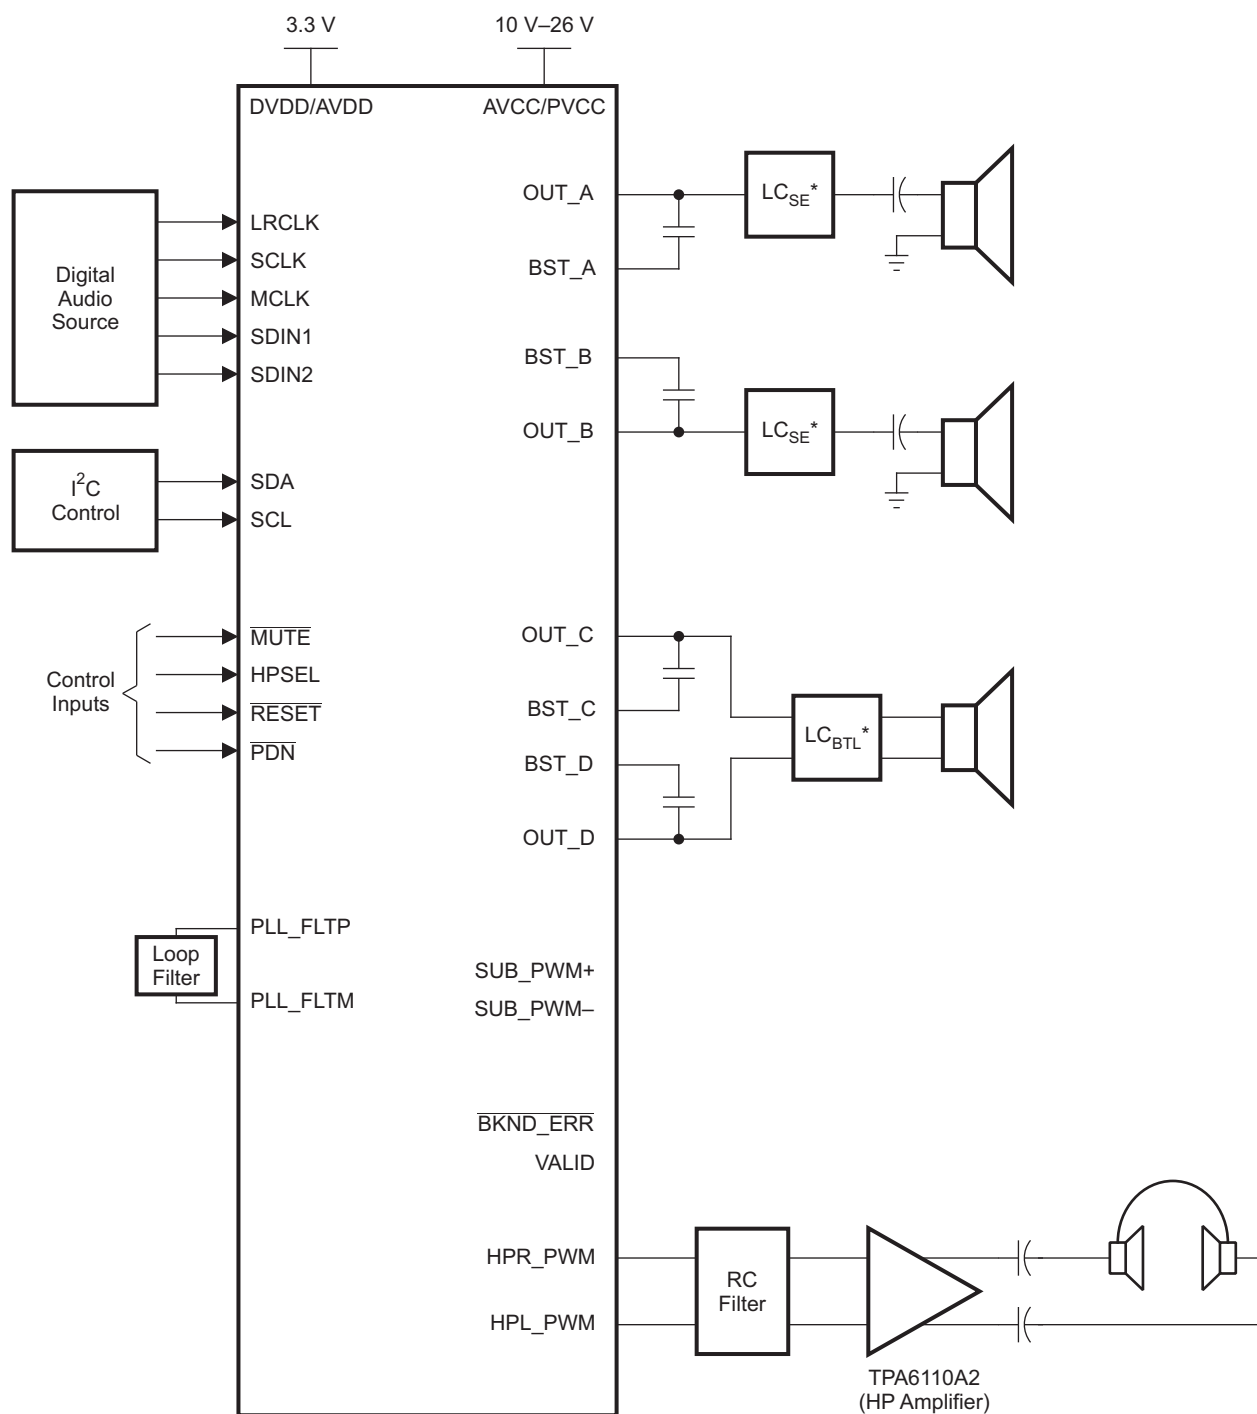 3.3 V
10 V–26 V
DVDD/AVDD
AVCC/PVCC
Digital
Audio
Source
LRCLK
SCLK
MCLK
SDIN1
SDIN2
I²C
Control
SDA
SCL
Control
Inputs
MUTE
HPSEL
RESET
PDN
Loop
Filter
PLL_FLTP
PLL_FLTM
OUT_A
BST_A
LCSE*
BST_B
OUT_B
LCSE*
OUT_C
BST_C
BST_D
OUT_D
LCBTL*
SUB_PWM+
SUB_PWM–
BKND_ERR
VALID
HPR_PWM
HPL_PWM
RC
Filter
TPA6110A2
(HP Amplifier)